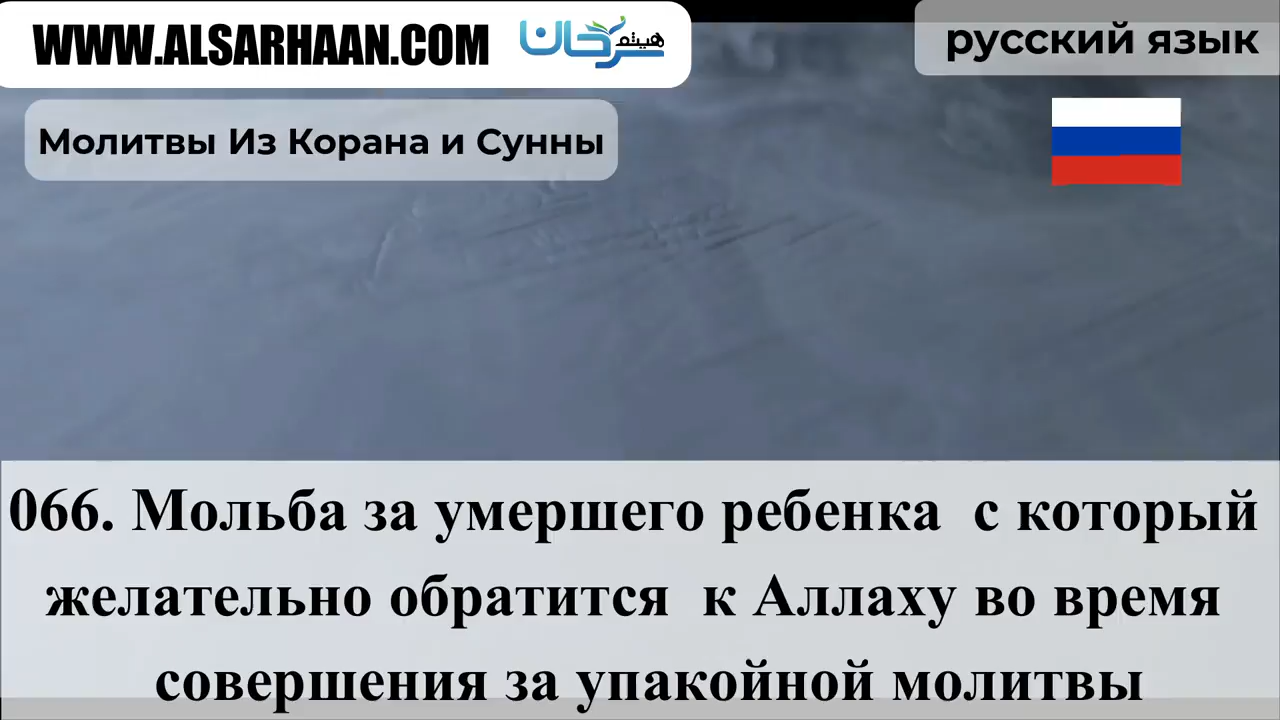 WWW.ALSARHAAN.COM هيثم سرحان
русский язык
Молитвы Из Корана и Сунны
066. Мольба за умершего ребенка с который
желательно обратится к Аллаху во время
совершения за упакойной молитвы